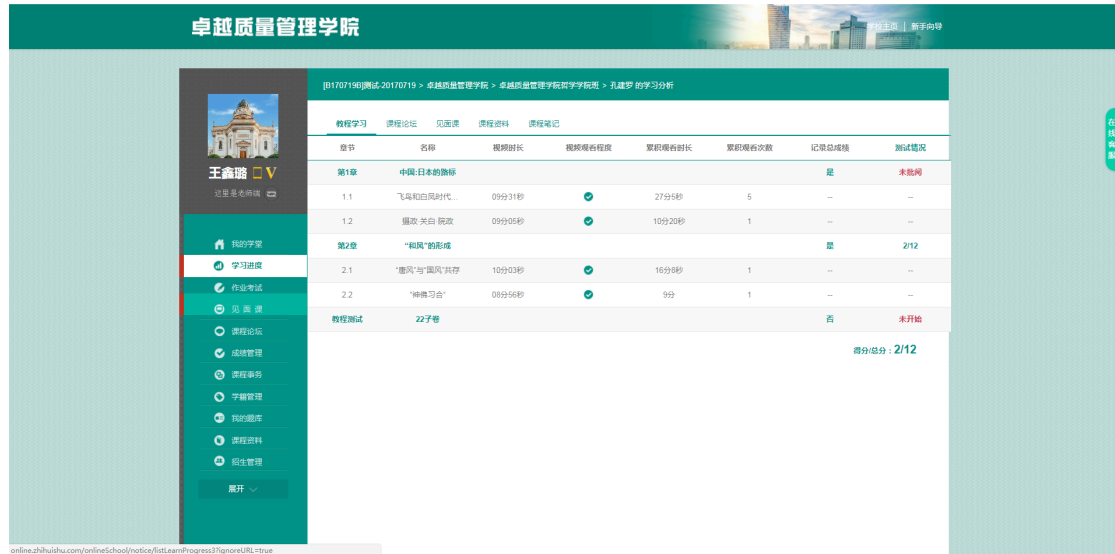 卓越质量管理学院
学校主页 | 新手向导
[B170719B]测试-20170719 > 卓越质量管理学院 > 卓越质量管理学院哲学学院班 > 孔建罗 的学习分析
王鑫璐 V
这里是老师端
我的学堂
学习进度
作业考试
见 面 课
课程论坛
成绩管理
课程事务
学籍管理
我的题库
课程资料
招生管理
展开
教程学习 课程论坛 见面课 课程资料 课程笔记
章节 名称 视频时长 视频观看程度 累积观看时长 累积观看次数 记录总成绩 测试情况
第1章 中国:日本的路标 是 未批阅
1.1 飞鸟和白凤时代... 09分31秒 27分5秒 5 -- --
1.2 摄政·关白·院政 09分05秒 10分20秒 1 -- --
第2章 “和风”的形成 是 2/12
2.1 “唐风”与“国风”共存 10分03秒 16分8秒 1 -- --
2.2 “神佛习合” 08分56秒 9分 1 -- --
教程测试 22子卷 否 未开始
得分/总分 : 2/12
在线客服
online.zhihuishu.com/onlineSchool/notice/listLearnProgress3?ignoreURL=true